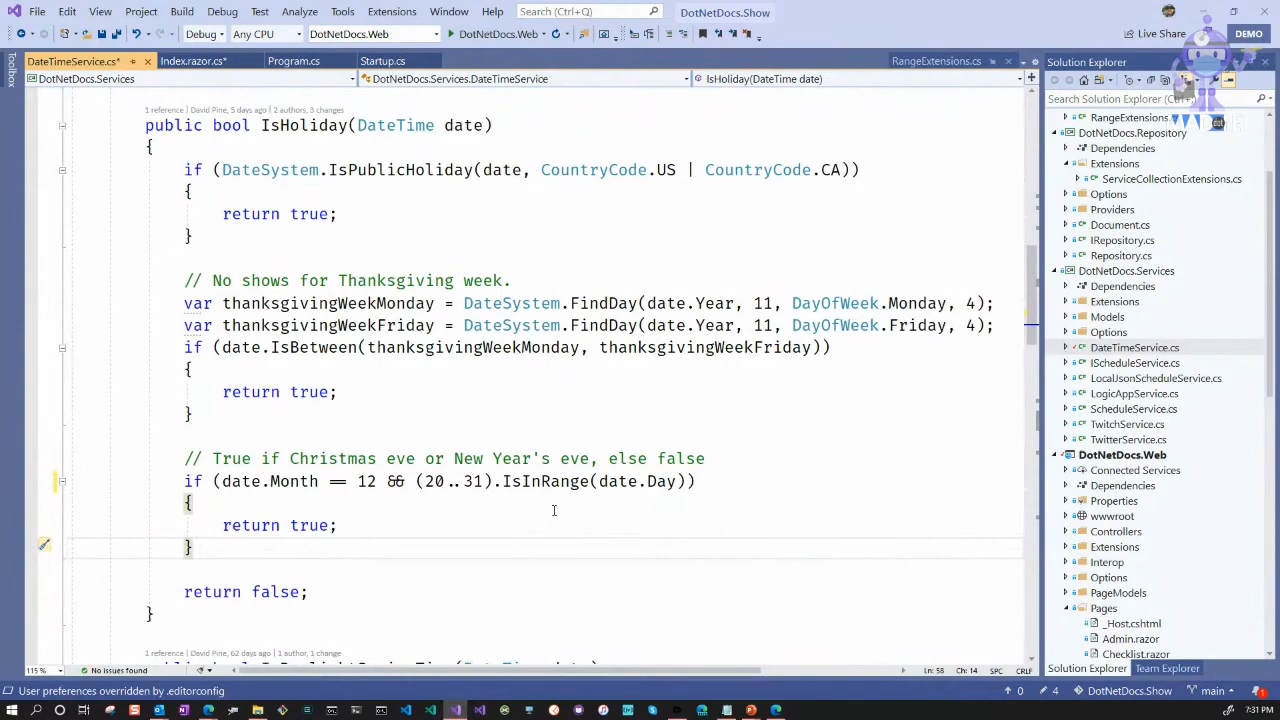 File Edit View Git Project Build Debug Test Analyze Tools Extensions Window Help Search (Ctrl+Q) DotNetDocs.Show
Debug Any CPU DotNetDocs.Web DotNetDocs.Web Live Share DEMO
Toolbox
DateTimeService.cs* Index.razor.cs* Program.cs Startup.cs RangeExtensions.cs
DotNetDocs.Services DotNetDocs.Services.DateTimeService IsHoliday(DateTime date)
1 reference | David Pine, 5 days ago | 2 authors, 3 changes
public bool IsHoliday(DateTime date)
{
if (DateSystem.IsPublicHoliday(date, CountryCode.US | CountryCode.CA))
{
return true;
}
// No shows for Thanksgiving week.
var thanksgivingWeekMonday = DateSystem.FindDay(date.Year, 11, DayOfWeek.Monday, 4);
var thanksgivingWeekFriday = DateSystem.FindDay(date.Year, 11, DayOfWeek.Friday, 4);
if (date.IsBetween(thanksgivingWeekMonday, thanksgivingWeekFriday))
{
return true;
}
// True if Christmas eve or New Year's eve, else false
if (date.Month == 12 && (20..31).IsInRange(date.Day))
{
return true;
}
return false;
}
1 reference | David Pine, 62 days ago | 1 author, 1 change
115 % No issues found Ln: 58 Ch: 14 SPC CRLF
Solution Explorer
Search Solution Explorer (Ctrl+;)
RangeExtensions.
DotNetDocs.Repository
Dependencies
Extensions
ServiceCollectionExtensions.cs
Options
Providers
Document.cs
IRepository.cs
Repository.cs
DotNetDocs.Services
Dependencies
Extensions
Models
Options
DateTimeService.cs
IScheduleService.cs
LocalJsonScheduleService.cs
LogicAppService.cs
ScheduleService.cs
TwitchService.cs
TwitterService.cs
DotNetDocs.Web
Connected Services
Dependencies
Properties
wwwroot
Controllers
Extensions
Interop
Options
PageModels
Pages
_Host.cshtml
Admin.razor
Checklist.razor
Solution Explorer Team Explorer
User preferences overridden by .editorconfig 0 4 DotNetDocs.Show main 1
7:31 PM